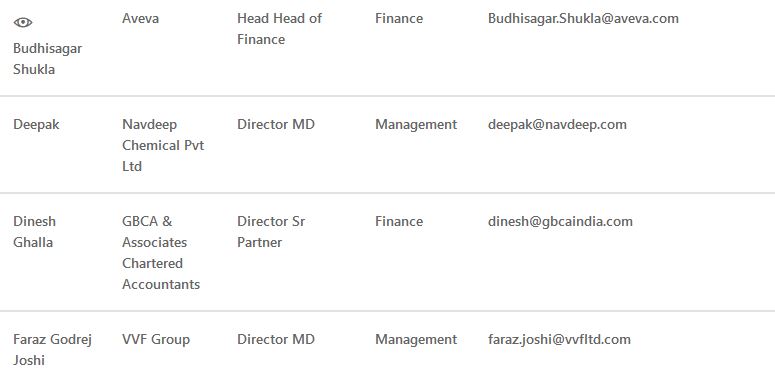 Budhisagar Shukla Aveva Head Head of Finance Finance Budhisagar.Shukla@aveva.com
Deepak Navdeep Chemical Pvt Ltd Director MD Management deepak@navdeep.com
Dinesh Ghalla GBCA & Associates Chartered Accountants Director Sr Partner Finance dinesh@gbcaindia.com
Faraz Godrej Joshi VVF Group Director MD Management faraz.joshi@vvfltd.com